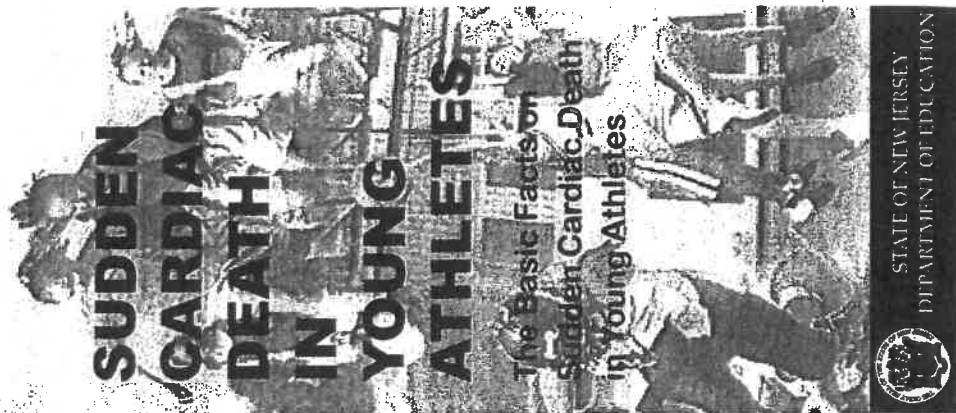 SUDDEN
CARDIAC
DEATH
IN
YOUNG
ATHLETES
The Basic Facts on
Sudden Cardiac Death
in Young Athletes
STATE OF NEW JERSEY
DEPARTMENT OF EDUCATION